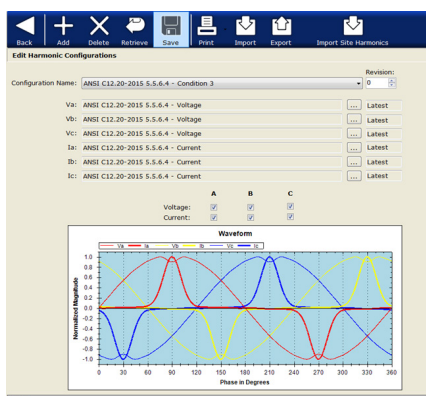 Back Add Delete Retrieve Save Print Import Export Import Site Harmonics
Edit Harmonic Configurations
Revision:
Configuration Name: ANSI C12.20-2015 5.5.6.4 - Condition 3 0
Va: ANSI C12.20-2015 5.5.6.4 - Voltage ... Latest
Vb: ANSI C12.20-2015 5.5.6.4 - Voltage ... Latest
Vc: ANSI C12.20-2015 5.5.6.4 - Voltage ... Latest
Ia: ANSI C12.20-2015 5.5.6.4 - Current ... Latest
Ib: ANSI C12.20-2015 5.5.6.4 - Current ... Latest
Ic: ANSI C12.20-2015 5.5.6.4 - Current ... Latest
A B C
Voltage:
Current:
Waveform
Va Ia Vb Ib Vc Ic
Normalized Magnitude
1.0
0.8
0.6
0.4
0.2
0.0
-0.2
-0.4
-0.6
-0.8
-1.0
0 30 60 90 120 150 180 210 240 270 300 330 360
Phase in Degrees